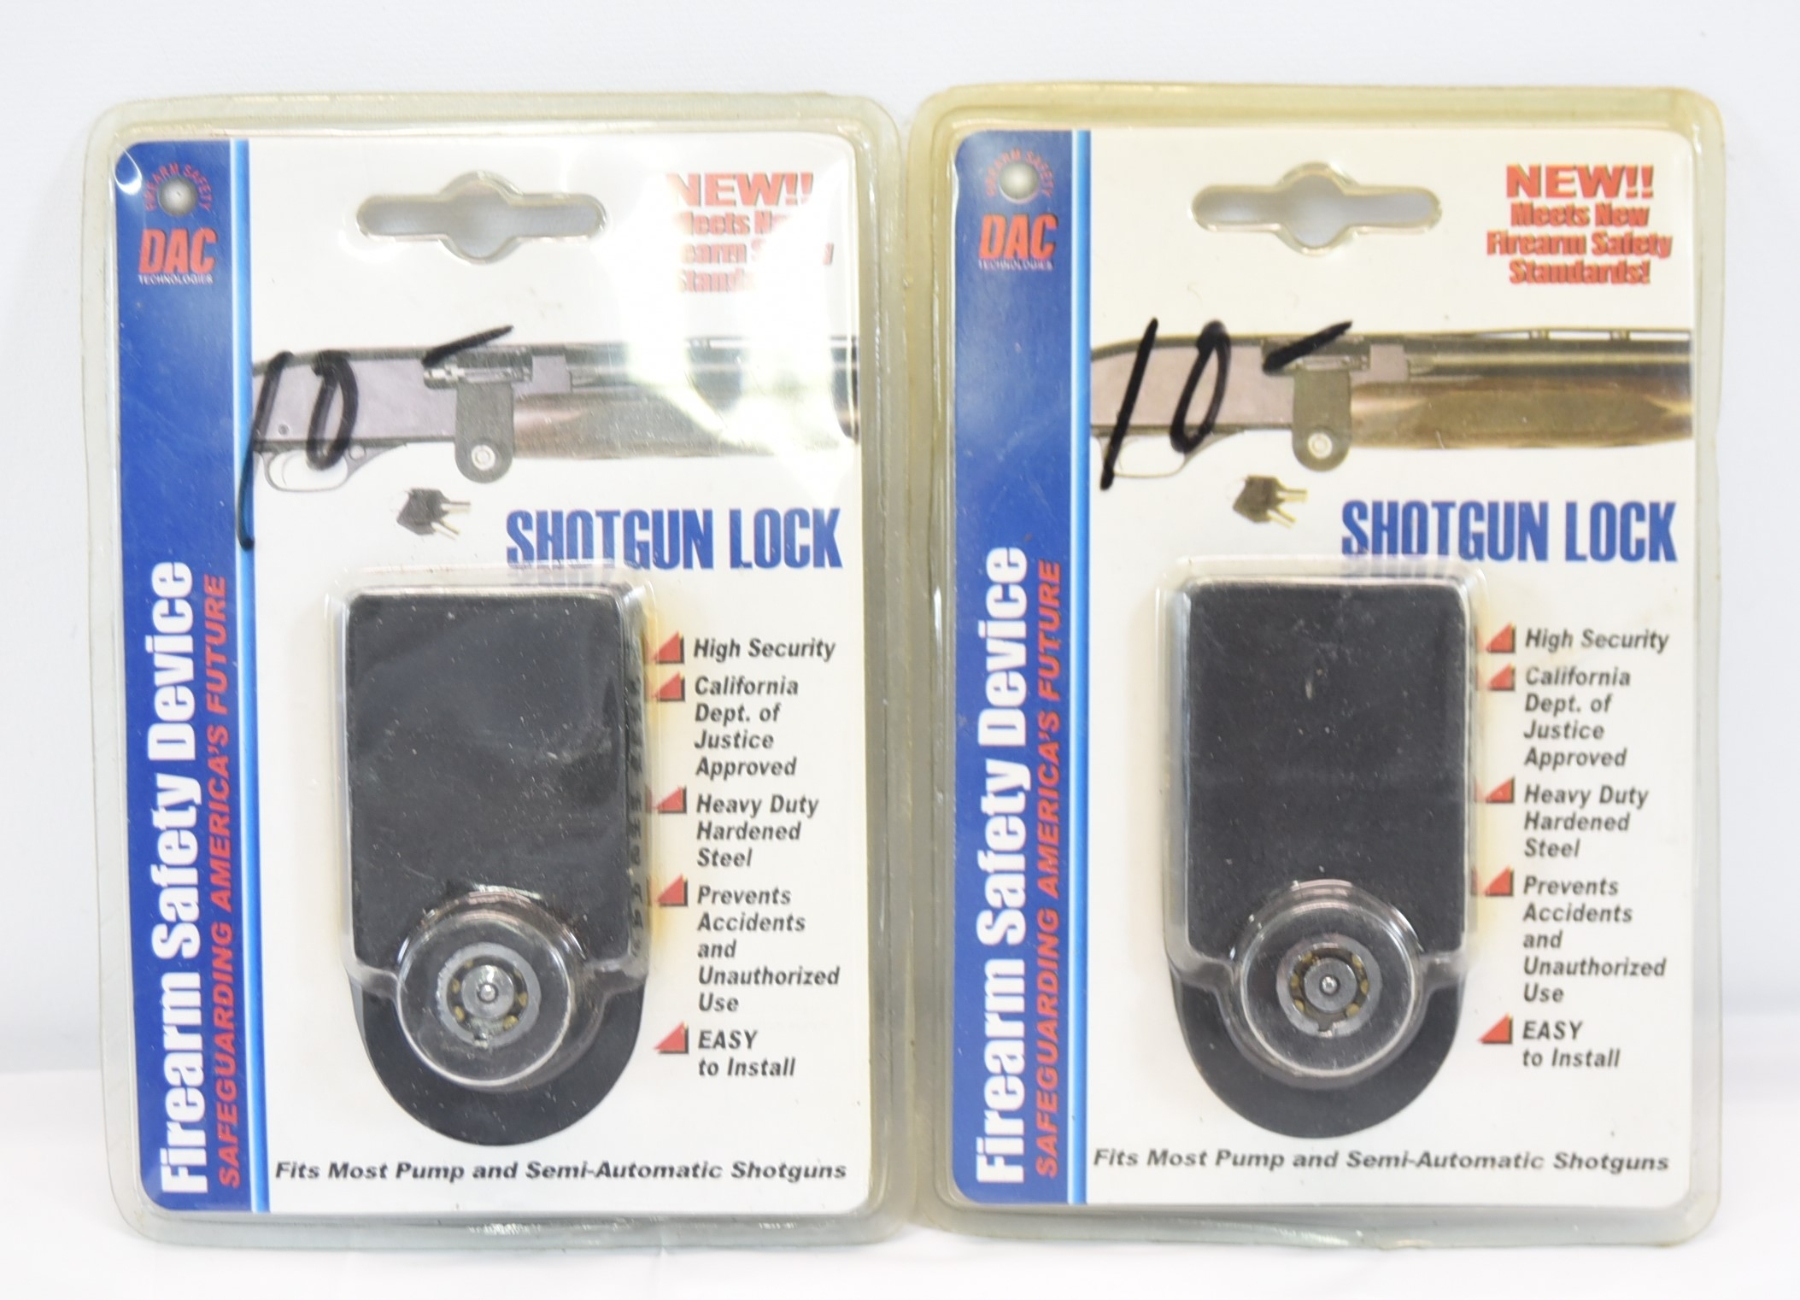 FIREARM SAFETY
DAC
TECHNOLOGIES
NEW!!
10 -
SHOTGUN LOCK
High Security
California
Dept. of
Justice
Approved
Heavy Duty
Hardened
Steel
Prevents
Accidents
and
Unauthorized
Use
EASY
to Install
Firearm Safety Device
SAFEGUARDING AMERICA'S FUTURE
Fits Most Pump and Semi-Automatic Shotguns
FIREARM SAFETY
DAC
TECHNOLOGIES
NEW!!
Meets New
Firearm Safety
Standards!
10 -
SHOTGUN LOCK
High Security
California
Dept. of
Justice
Approved
Heavy Duty
Hardened
Steel
Prevents
Accidents
and
Unauthorized
Use
EASY
to Install
Firearm Safety Device
SAFEGUARDING AMERICA'S FUTURE
Fits Most Pump and Semi-Automatic Shotguns